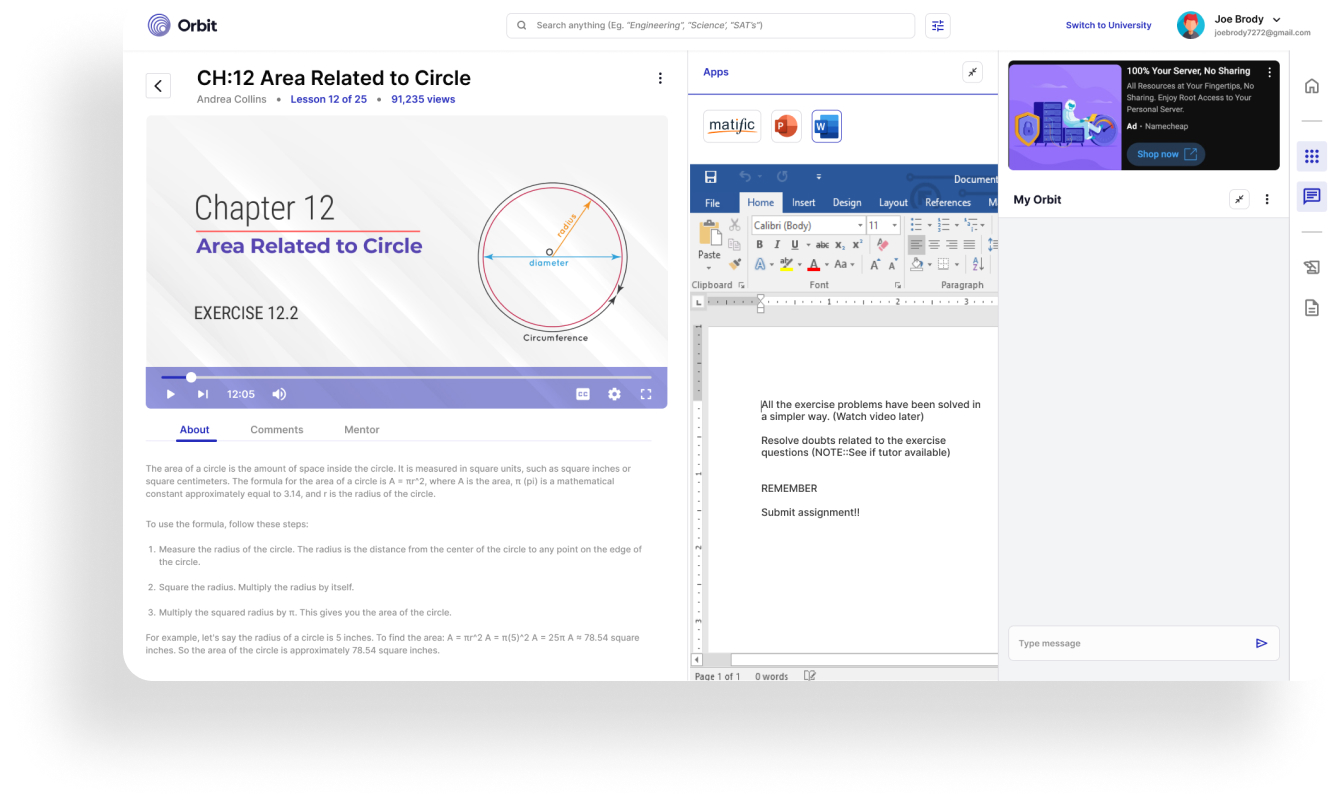 Orbit
Search anything (Eg. "Engineering", "Science', "SAT's")
Switch to University
Joe Brody
joebrody7272@gmail.com
CH:12 Area Related to Circle
Andrea Collins • Lesson 12 of 25 • 91,235 views
Chapter 12
Area Related to Circle
EXERCISE 12.2
radius
O
diameter
Circumference
12:05
CC
About Comments Mentor
The area of a circle is the amount of space inside the circle. It is measured in square units, such as square inches or
square centimeters. The formula for the area of a circle is A = πr^2, where A is the area, π (pi) is a mathematical
constant approximately equal to 3.14, and r is the radius of the circle.
To use the formula, follow these steps:
1. Measure the radius of the circle. The radius is the distance from the center of the circle to any point on the edge of
the circle.
2. Square the radius. Multiply the radius by itself.
3. Multiply the squared radius by π. This gives you the area of the circle.
For example, let's say the radius of a circle is 5 inches. To find the area: A = πr^2 A = π(5)^2 A = 25π A ≈ 78.54 square
inches. So the area of the circle is approximately 78.54 square inches.
Apps
matific
P
W
Document
File Home Insert Design Layout References M
Calibri (Body) 11
Paste
B I U abc X₂ X²
A aby A Aa A A
Clipboard Font Paragraph
L 1 2 3
All the exercise problems have been solved in
a simpler way. (Watch video later)
Resolve doubts related to the exercise
questions (NOTE::See if tutor available)
REMEMBER
Submit assignment!!
Page 1 of 1 0 words
100% Your Server, No Sharing
All Resources at Your Fingertips, No
Sharing. Enjoy Root Access to Your
Personal Server.
Ad · Namecheap
Shop now
My Orbit
Type message